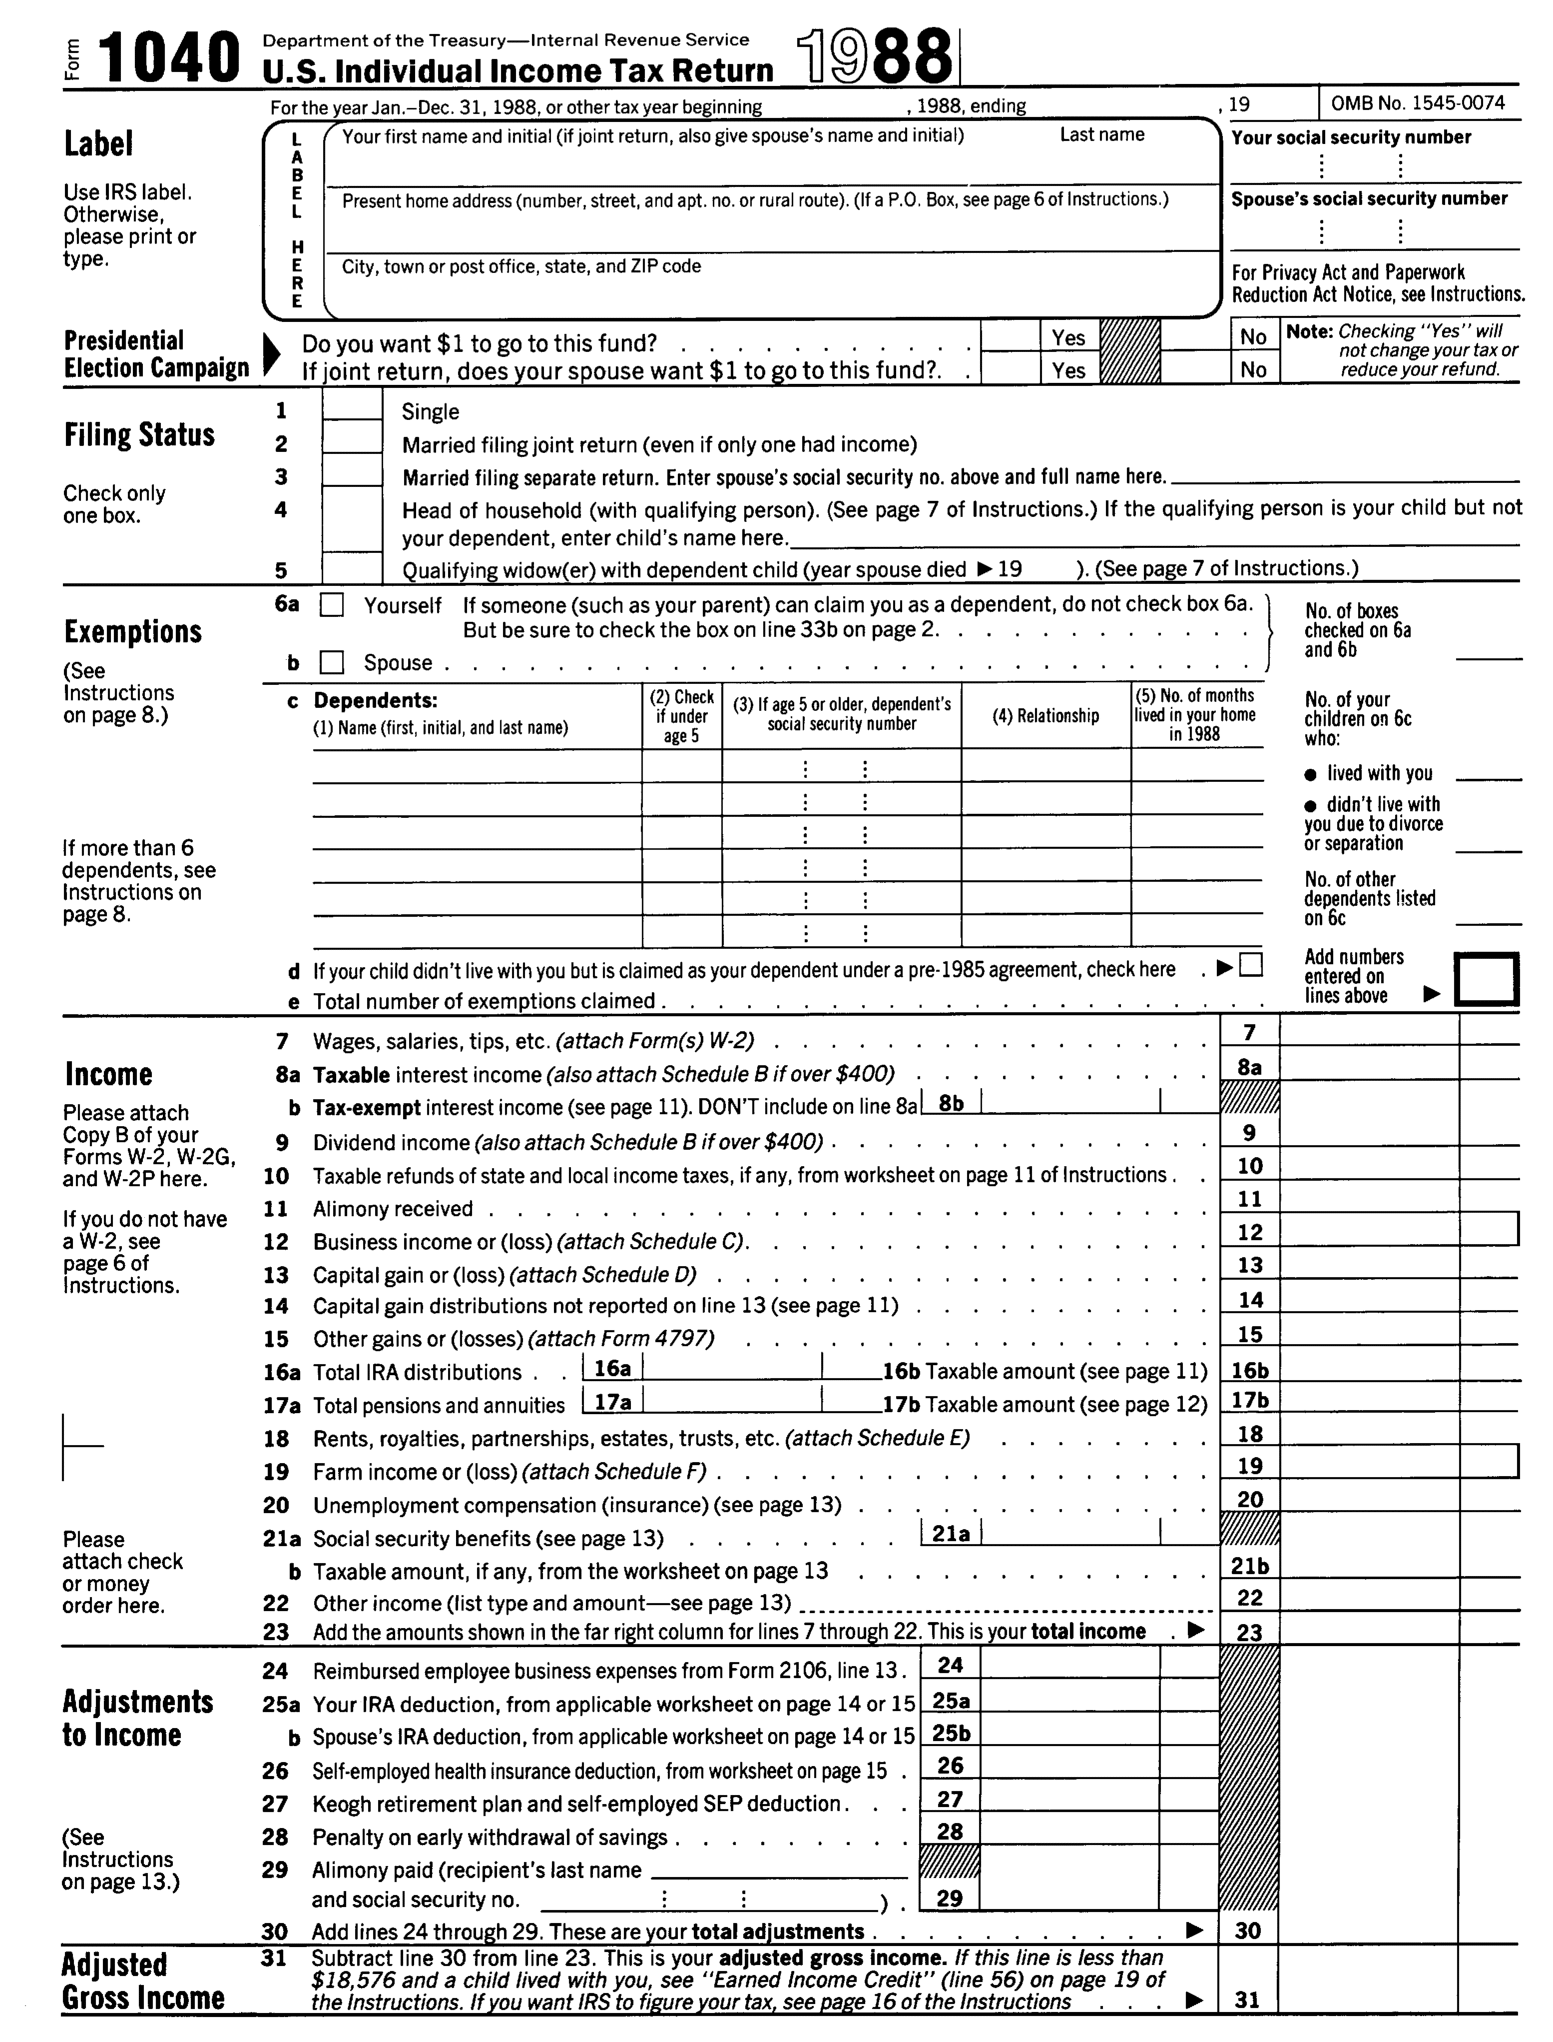 Form 1040 Department of the Treasury—Internal Revenue Service
U.S. Individual Income Tax Return 1988
For the year Jan.–Dec. 31, 1988, or other tax year beginning , 1988, ending , 19 OMB No. 1545-0074
Label
Use IRS label.
Otherwise,
please print or
type.
LABEL HERE
Your first name and initial (if joint return, also give spouse's name and initial) Last name
Your social security number
Present home address (number, street, and apt. no. or rural route). (If a P.O. Box, see page 6 of Instructions.)
Spouse's social security number
City, town or post office, state, and ZIP code
For Privacy Act and Paperwork
Reduction Act Notice, see Instructions.
Presidential
Election Campaign
Do you want $1 to go to this fund? . . . . . . . . . . Yes No
If joint return, does your spouse want $1 to go to this fund?. . Yes No
Note: Checking "Yes" will
not change your tax or
reduce your refund.
Filing Status
Check only
one box.
1 Single
2 Married filing joint return (even if only one had income)
3 Married filing separate return. Enter spouse's social security no. above and full name here.
4 Head of household (with qualifying person). (See page 7 of Instructions.) If the qualifying person is your child but not
your dependent, enter child's name here.
5 Qualifying widow(er) with dependent child (year spouse died ▶ 19 ). (See page 7 of Instructions.)
Exemptions
(See
Instructions
on page 8.)
If more than 6
dependents, see
Instructions on
page 8.
6a Yourself If someone (such as your parent) can claim you as a dependent, do not check box 6a.
But be sure to check the box on line 33b on page 2. . . . . . . . . . . .
b Spouse . . . . . . . . . . . . . . . . . . . . . . . . . . . .
c Dependents:
(1) Name (first, initial, and last name)
(2) Check
if under
age 5
(3) If age 5 or older, dependent's
social security number
(4) Relationship
(5) No. of months
lived in your home
in 1988
d If your child didn't live with you but is claimed as your dependent under a pre-1985 agreement, check here . ▶
e Total number of exemptions claimed . . . . . . . . . . . . . . . . . . . . .
No. of boxes
checked on 6a
and 6b
No. of your
children on 6c
who:
● lived with you
● didn't live with
you due to divorce
or separation
No. of other
dependents listed
on 6c
Add numbers
entered on
lines above ▶
Income
Please attach
Copy B of your
Forms W-2, W-2G,
and W-2P here.
If you do not have
a W-2, see
page 6 of
Instructions.
Please
attach check
or money
order here.
7 Wages, salaries, tips, etc. (attach Form(s) W-2) . . . . . . . . . . . . . . . . 7
8a Taxable interest income (also attach Schedule B if over $400) . . . . . . . . . . . 8a
b Tax-exempt interest income (see page 11). DON'T include on line 8a 8b
9 Dividend income (also attach Schedule B if over $400) . . . . . . . . . . . . . . 9
10 Taxable refunds of state and local income taxes, if any, from worksheet on page 11 of Instructions . . 10
11 Alimony received . . . . . . . . . . . . . . . . . . . . . . . . . 11
12 Business income or (loss) (attach Schedule C). . . . . . . . . . . . . . . . . 12
13 Capital gain or (loss) (attach Schedule D) . . . . . . . . . . . . . . . . . . 13
14 Capital gain distributions not reported on line 13 (see page 11) . . . . . . . . . . . 14
15 Other gains or (losses) (attach Form 4797) . . . . . . . . . . . . . . . . . 15
16a Total IRA distributions . . 16a 16b Taxable amount (see page 11) 16b
17a Total pensions and annuities 17a 17b Taxable amount (see page 12) 17b
18 Rents, royalties, partnerships, estates, trusts, etc. (attach Schedule E) . . . . . . . . 18
19 Farm income or (loss) (attach Schedule F) . . . . . . . . . . . . . . . . . . 19
20 Unemployment compensation (insurance) (see page 13) . . . . . . . . . . . . . 20
21a Social security benefits (see page 13) . . . . . . . . 21a
b Taxable amount, if any, from the worksheet on page 13 . . . . . . . . . . . . . 21b
22 Other income (list type and amount—see page 13) 22
23 Add the amounts shown in the far right column for lines 7 through 22. This is your total income . ▶ 23
Adjustments
to Income
(See
Instructions
on page 13.)
24 Reimbursed employee business expenses from Form 2106, line 13 . 24
25a Your IRA deduction, from applicable worksheet on page 14 or 15 25a
b Spouse's IRA deduction, from applicable worksheet on page 14 or 15 25b
26 Self-employed health insurance deduction, from worksheet on page 15 . 26
27 Keogh retirement plan and self-employed SEP deduction . . . 27
28 Penalty on early withdrawal of savings . . . . . . . . . 28
29 Alimony paid (recipient's last name
and social security no. ) . 29
30 Add lines 24 through 29. These are your total adjustments . . . . . . . . . . . ▶ 30
Adjusted
Gross Income
31 Subtract line 30 from line 23. This is your adjusted gross income. If this line is less than
$18,576 and a child lived with you, see "Earned Income Credit" (line 56) on page 19 of
the Instructions. If you want IRS to figure your tax, see page 16 of the Instructions . . . ▶ 31